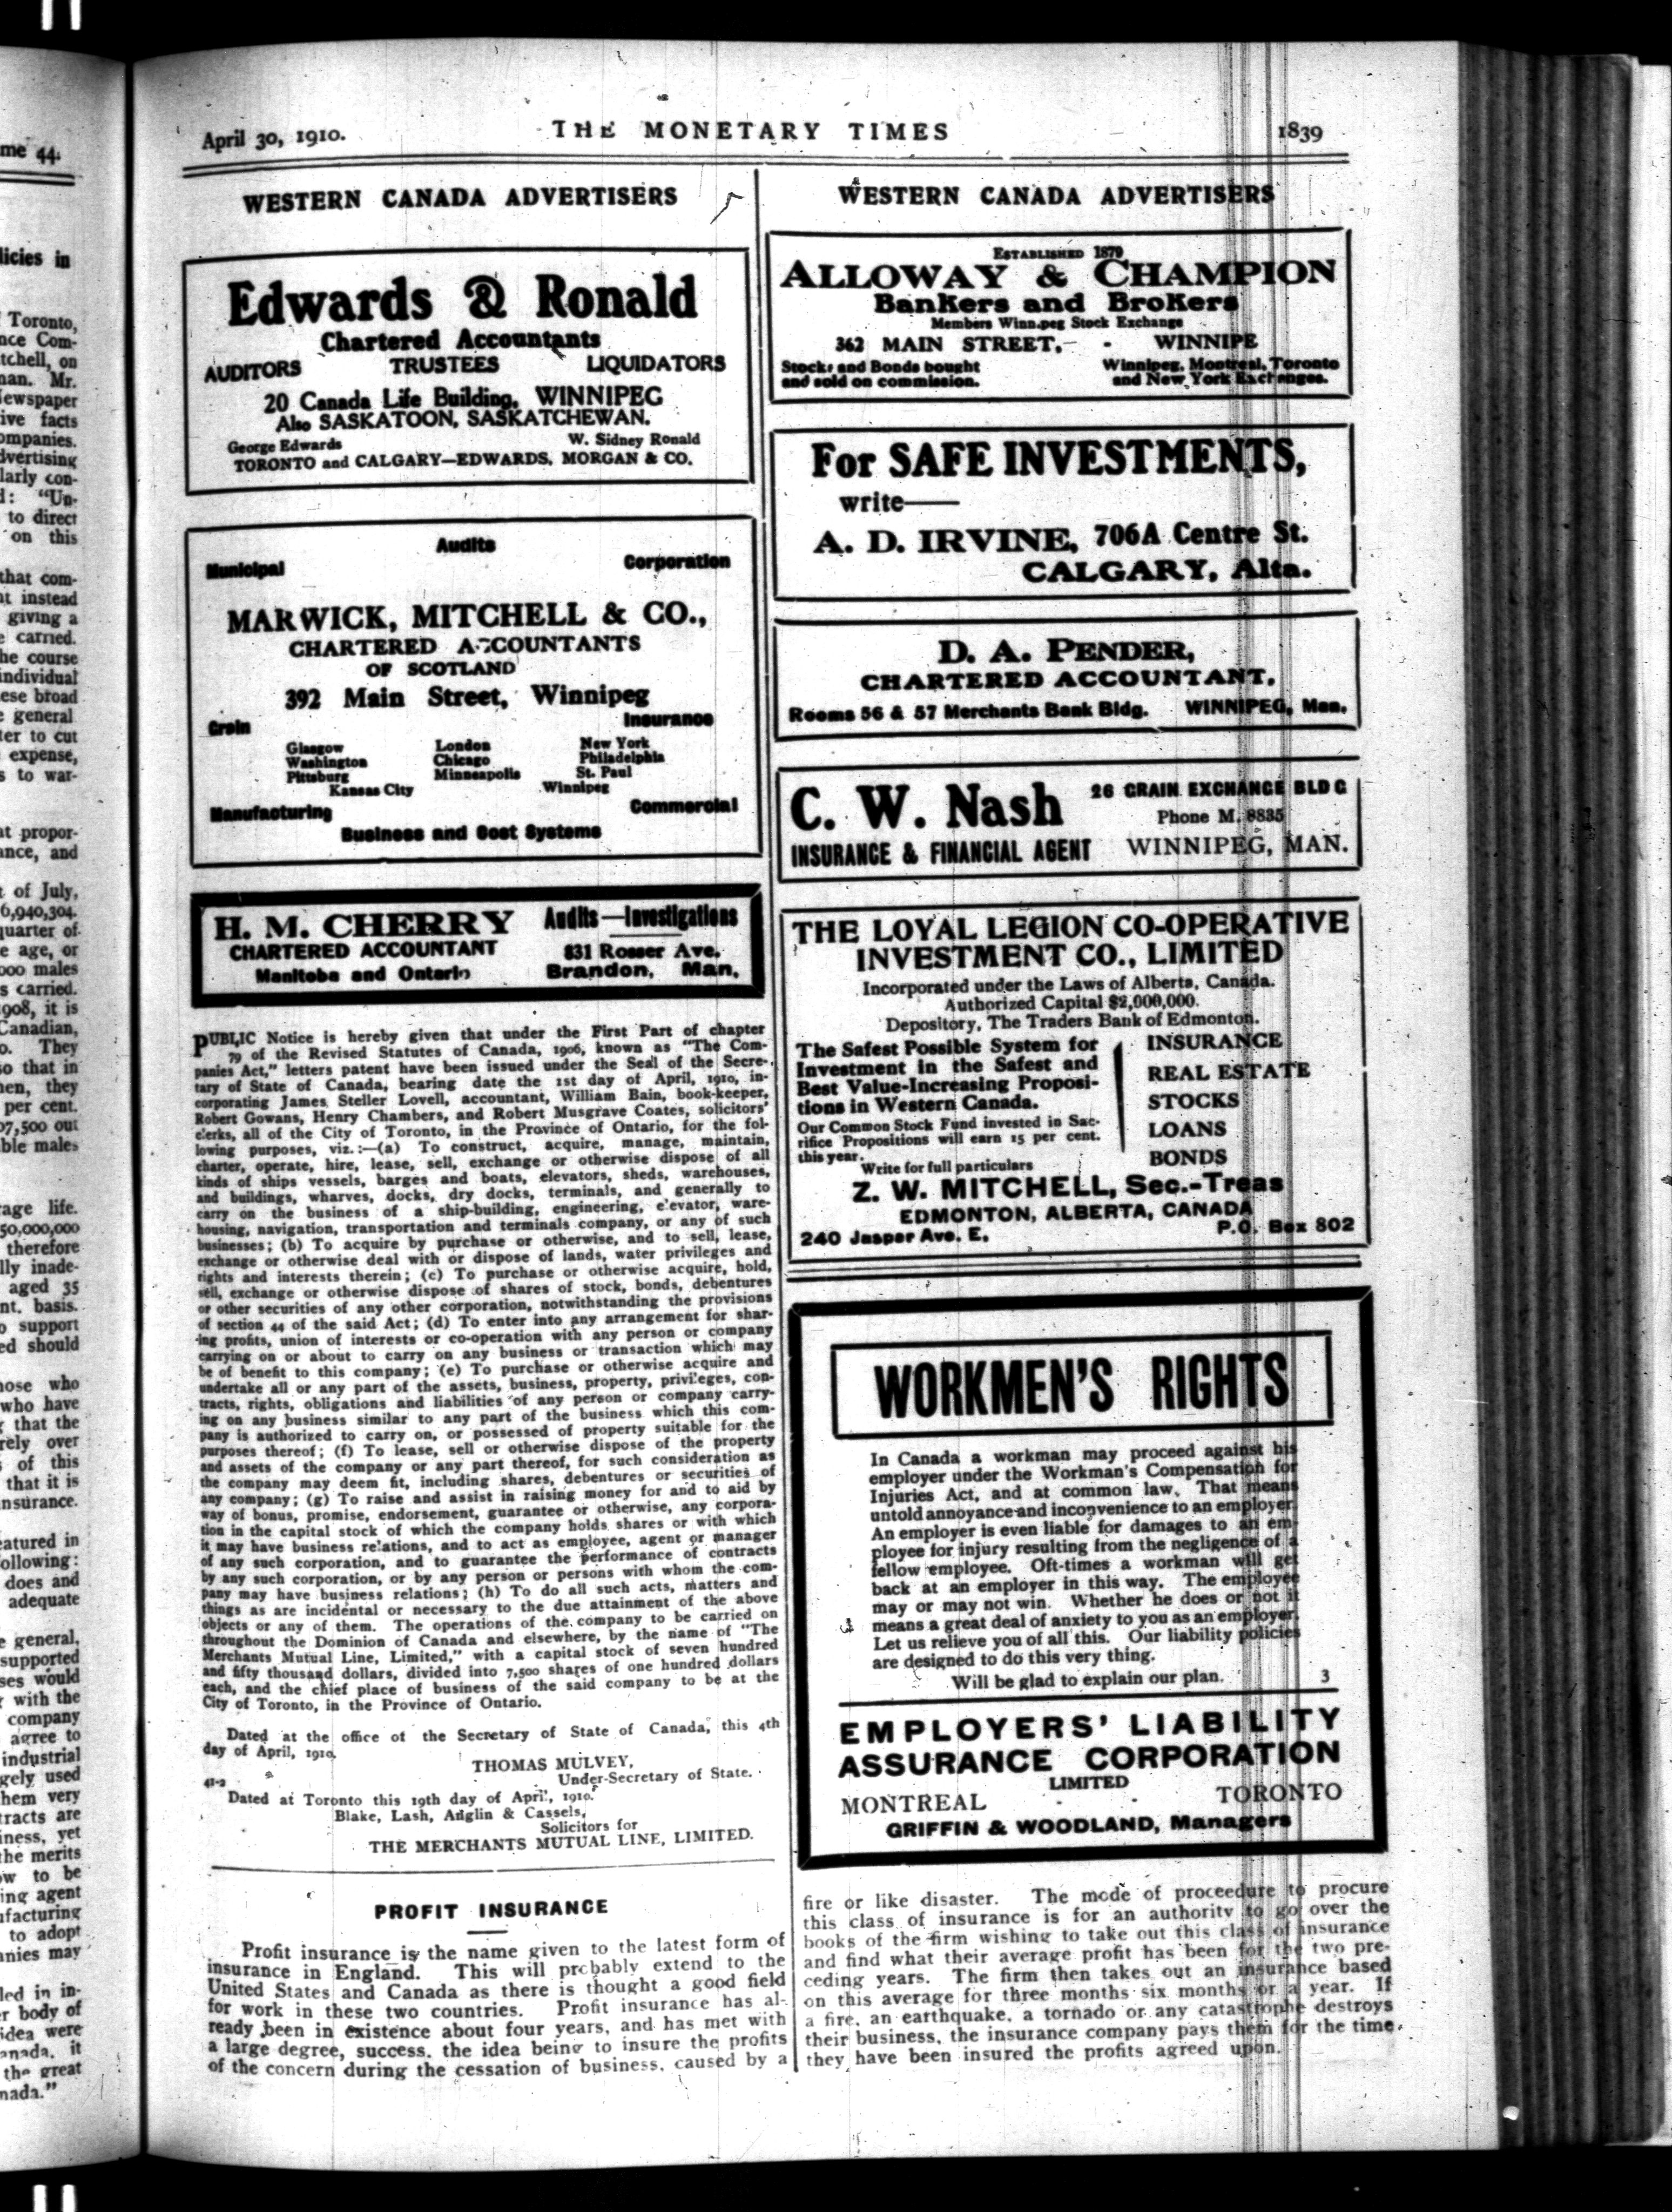 April 30, 1910.
THE MONETARY TIMES
1839
WESTERN CANADA ADVERTISERS
Edwards & Ronald
Chartered Accountants
AUDITORS TRUSTEES LIQUIDATORS
20 Canada Life Building, WINNIPEG
Also SASKATOON, SASKATCHEWAN.
George Edwards W. Sidney Ronald
TORONTO and CALGARY—EDWARDS, MORGAN & CO.
Audits
Municipal Corporation
MARWICK, MITCHELL & CO.,
CHARTERED ACCOUNTANTS
OF SCOTLAND
392 Main Street, Winnipeg
Grain Insurance
Glasgow London New York
Washington Chicago Philadelphia
Pittsburg Minneapolis St. Paul
Kansas City Winnipeg
Manufacturing Commercial
Business and Cost Systems
H. M. CHERRY Audits—Investigations
CHARTERED ACCOUNTANT 831 Rosser Ave.
Manitoba and Ontario Brandon, Man.
PUBLIC Notice is hereby given that under the First Part of chapter
79 of the Revised Statutes of Canada, 1906, known as "The Com-
panies Act," letters patent have been issued under the Seal of the Secre-
tary of State of Canada, bearing date the 1st day of April, 1910, in-
corporating James Steller Lovell, accountant, William Bain, book-keeper,
Robert Gowans, Henry Chambers, and Robert Musgrave Coates, solicitors'
clerks, all of the City of Toronto, in the Province of Ontario, for the fol-
lowing purposes, viz.:—(a) To construct, acquire, manage, maintain,
charter, operate, hire, lease, sell, exchange or otherwise dispose of all
kinds of ships vessels, barges and boats, elevators, sheds, warehouses,
and buildings, wharves, docks, dry docks, terminals, and generally to
carry on the business of a ship-building, engineering, elevator, ware-
housing, navigation, transportation and terminals company, or any of such
businesses; (b) To acquire by purchase or otherwise, and to sell, lease,
exchange or otherwise deal with or dispose of lands, water privileges and
rights and interests therein; (c) To purchase or otherwise acquire, hold,
sell, exchange or otherwise dispose of shares of stock, bonds, debentures
or other securities of any other corporation, notwithstanding the provisions
of section 44 of the said Act; (d) To enter into any arrangement for shar-
ing profits, union of interests or co-operation with any person or company
carrying on or about to carry on any business or transaction which may
be of benefit to this company; (e) To purchase or otherwise acquire and
undertake all or any part of the assets, business, property, privileges, con-
tracts, rights, obligations and liabilities of any person or company carry-
ing on any business similar to any part of the business which this com-
pany is authorized to carry on, or possessed of property suitable for the
purposes thereof; (f) To lease, sell or otherwise dispose of the property
and assets of the company or any part thereof, for such consideration as
the company may deem fit, including shares, debentures or securities of
any company; (g) To raise and assist in raising money for and to aid by
way of bonus, promise, endorsement, guarantee or otherwise, any corpora-
tion in the capital stock of which the company holds shares or with which
it may have business relations, and to act as employee, agent or manager
of any such corporation, and to guarantee the performance of contracts
by any such corporation, or by any person or persons with whom the com-
pany may have business relations; (h) To do all such acts, matters and
things as are incidental or necessary to the due attainment of the above
objects or any of them. The operations of the company to be carried on
throughout the Dominion of Canada and elsewhere, by the name of "The
Merchants Mutual Line, Limited," with a capital stock of seven hundred
and fifty thousand dollars, divided into 7,500 shares of one hundred dollars
each, and the chief place of business of the said company to be at the
City of Toronto, in the Province of Ontario.
Dated at the office of the Secretary of State of Canada, this 4th
day of April, 1910.
THOMAS MULVEY,
Under-Secretary of State.
41-2
Dated at Toronto this 19th day of April, 1910.
Blake, Lash, Anglin & Cassels,
Solicitors for
THE MERCHANTS MUTUAL LINE, LIMITED.
PROFIT INSURANCE
Profit insurance is the name given to the latest form of
insurance in England. This will probably extend to the
United States and Canada as there is thought a good field
for work in these two countries. Profit insurance has al-
ready been in existence about four years, and has met with
a large degree, success, the idea being to insure the profits
of the concern during the cessation of business, caused by a
WESTERN CANADA ADVERTISERS
ESTABLISHED 1879
ALLOWAY & CHAMPION
Bankers and Brokers
Members Winnipeg Stock Exchange
362 MAIN STREET, - WINNIPE
Stocks and Bonds bought Winnipeg, Montreal, Toronto
and sold on commission. and New York Exchanges.
For SAFE INVESTMENTS,
write——
A. D. IRVINE, 706A Centre St.
CALGARY, Alta.
D. A. PENDER,
CHARTERED ACCOUNTANT,
Rooms 56 & 57 Merchants Bank Bldg. WINNIPEG, Man.
C. W. Nash 26 GRAIN EXCHANGE BLDG
Phone M. 8835
INSURANCE & FINANCIAL AGENT WINNIPEG, MAN.
THE LOYAL LEGION CO-OPERATIVE
INVESTMENT CO., LIMITED
Incorporated under the Laws of Alberta, Canada.
Authorized Capital $2,000,000.
Depository, The Traders Bank of Edmonton.
The Safest Possible System for
Investment in the Safest and
Best Value-Increasing Proposi-
tions in Western Canada.
Our Common Stock Fund invested in Sac-
rifice Propositions will earn 15 per cent.
this year.
Write for full particulars
INSURANCE
REAL ESTATE
STOCKS
LOANS
BONDS
Z. W. MITCHELL, Sec.-Treas
EDMONTON, ALBERTA, CANADA
240 Jasper Ave. E. P.O. Box 802
WORKMEN'S RIGHTS
In Canada a workman may proceed against his
employer under the Workman's Compensation for
Injuries Act, and at common law. That means
untold annoyance and inconvenience to an employer.
An employer is even liable for damages to an em-
ployee for injury resulting from the negligence of a
fellow employee. Oft-times a workman will get
back at an employer in this way. The employee
may or may not win. Whether he does or not it
means a great deal of anxiety to you as an employer.
Let us relieve you of all this. Our liability policies
are designed to do this very thing.
Will be glad to explain our plan. 3
EMPLOYERS' LIABILITY
ASSURANCE CORPORATION
LIMITED
MONTREAL - TORONTO
GRIFFIN & WOODLAND, Managers
fire or like disaster. The mode of proceedure to procure
this class of insurance is for an authority to go over the
books of the firm wishing to take out this class of insurance
and find what their average profit has been for the two pre-
ceding years. The firm then takes out an insurance based
on this average for three months six months or a year. If
a fire, an earthquake, a tornado or any catastrophe destroys
their business, the insurance company pays them for the time
they have been insured the profits agreed upon.